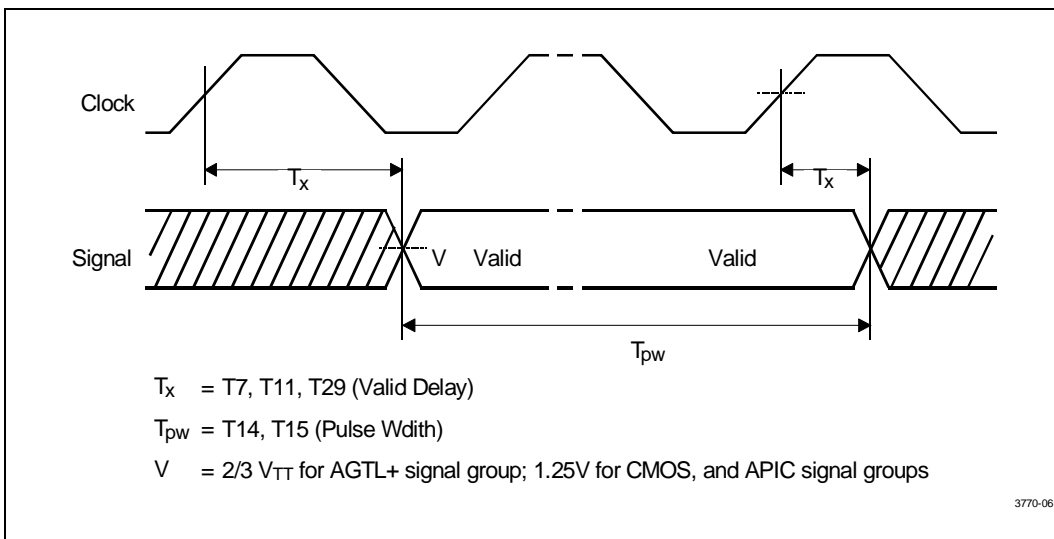 Clock
Tx
Tx
Signal
V Valid
Valid
Tpw
Tx = T7, T11, T29 (Valid Delay)
Tpw = T14, T15 (Pulse Wdith)
V = 2/3 VTT for AGTL+ signal group; 1.25V for CMOS, and APIC signal groups
3770-06